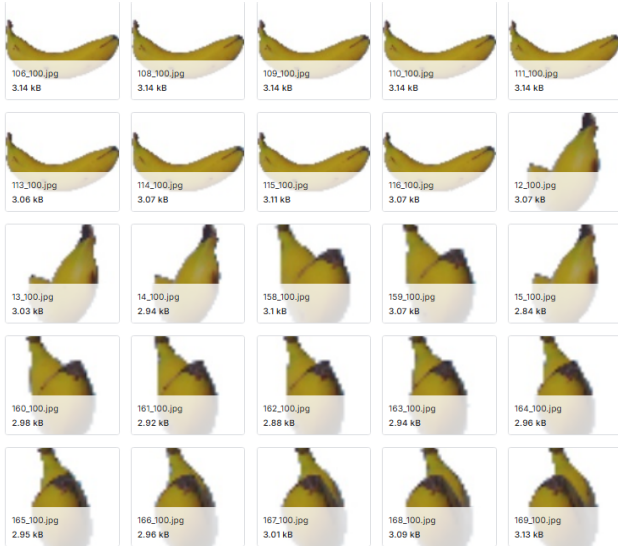 106_100.jpg
3.14 kB
108_100.jpg
3.14 kB
109_100.jpg
3.14 kB
110_100.jpg
3.14 kB
111_100.jpg
3.14 kB
113_100.jpg
3.06 kB
114_100.jpg
3.07 kB
115_100.jpg
3.11 kB
116_100.jpg
3.07 kB
12_100.jpg
3.07 kB
13_100.jpg
3.03 kB
14_100.jpg
2.94 kB
158_100.jpg
3.1 kB
159_100.jpg
3.07 kB
15_100.jpg
2.84 kB
160_100.jpg
2.98 kB
161_100.jpg
2.92 kB
162_100.jpg
2.88 kB
163_100.jpg
2.94 kB
164_100.jpg
2.96 kB
165_100.jpg
2.95 kB
166_100.jpg
2.96 kB
167_100.jpg
3.01 kB
168_100.jpg
3.09 kB
169_100.jpg
3.13 kB